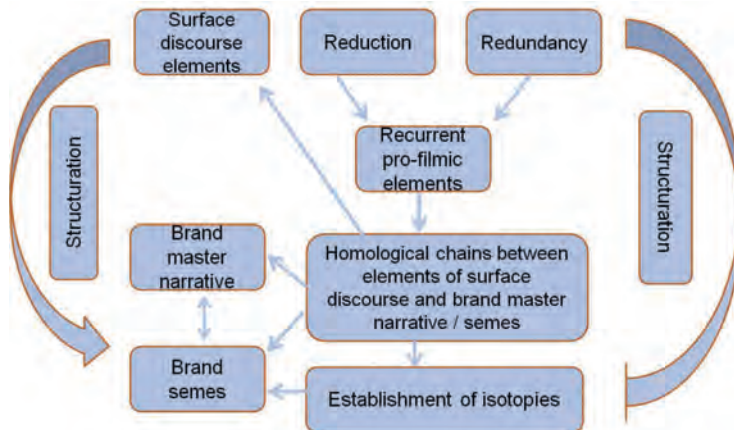 Surface
discourse
elements
Reduction
Redundancy
Recurrent
pro-filmic
elements
Structuration
Structuration
Brand
master
narrative
Homological chains between
elements of surface
discourse and brand master
narrative / semes
Brand
semes
Establishment of isotopies